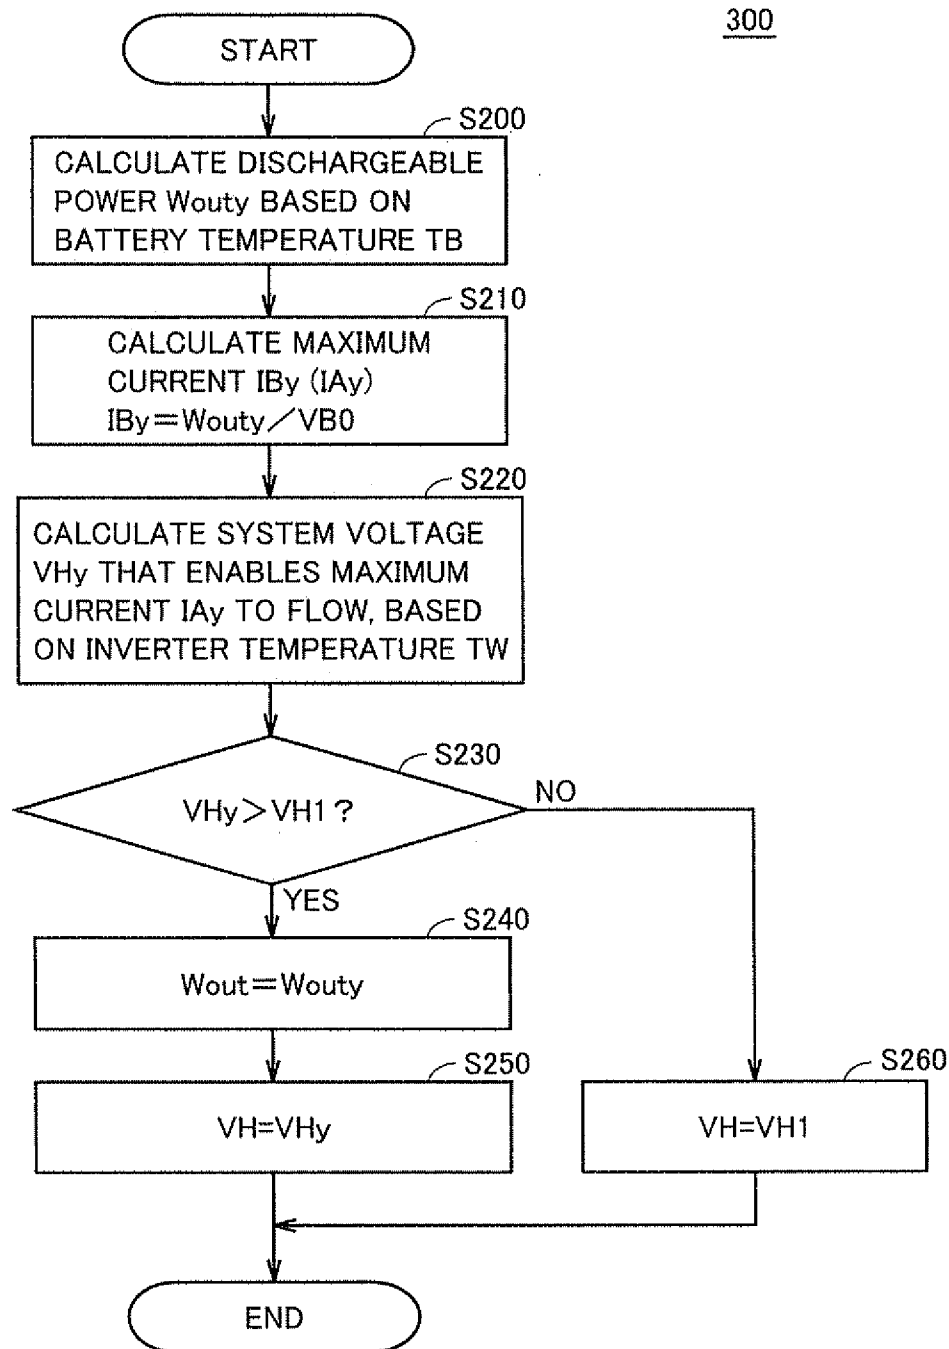 300
START
S200
CALCULATE DISCHARGEABLE
POWER Wouty BASED ON
BATTERY TEMPERATURE TB
S210
CALCULATE MAXIMUM
CURRENT IBy (IAy)
IBy=Wouty/VB0
S220
CALCULATE SYSTEM VOLTAGE
VHy THAT ENABLES MAXIMUM
CURRENT IAy TO FLOW, BASED
ON INVERTER TEMPERATURE TW
S230
VHy>VH1?
NO
YES
S240
Wout=Wouty
S250
VH=VHy
S260
VH=VH1
END